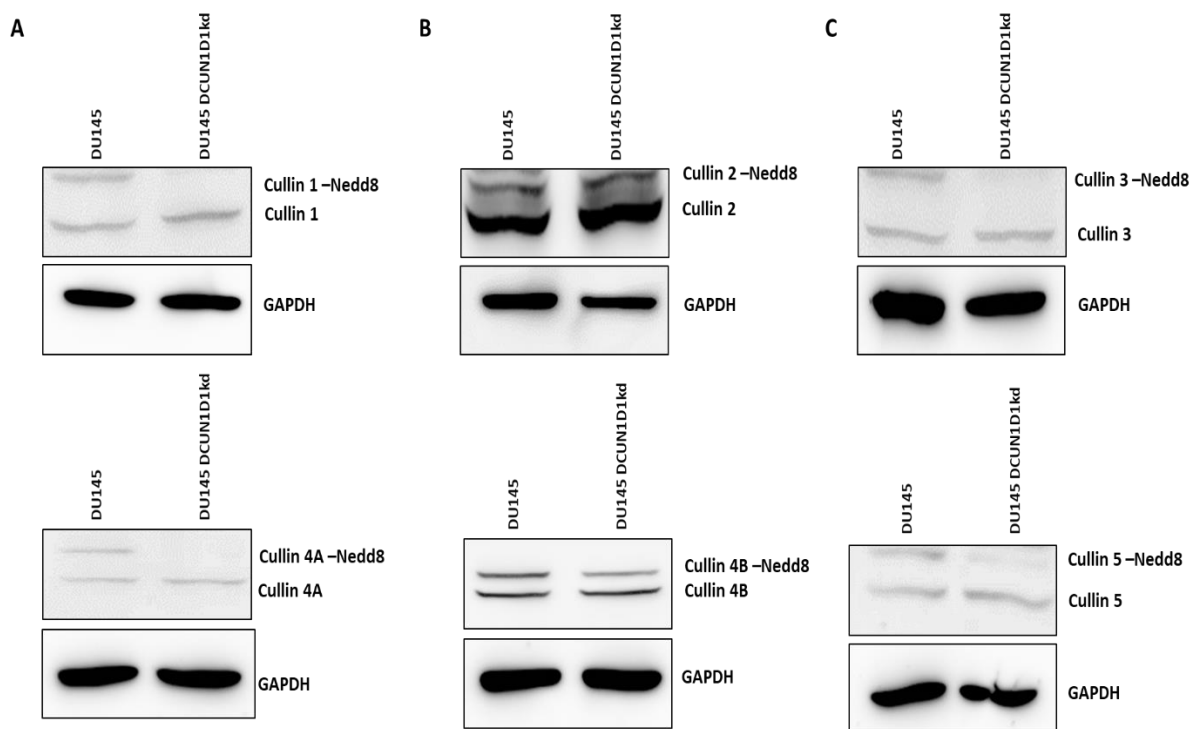 A
B
C
DU145
DU145 DCUN1D1kd
DU145
DU145 DCUN1D1kd
DU145
DU145 DCUN1D1kd
Cullin 1 –Nedd8
Cullin 1
GAPDH
Cullin 2 –Nedd8
Cullin 2
GAPDH
Cullin 3 –Nedd8
Cullin 3
GAPDH
DU145
DU145 DCUN1D1kd
DU145
DU145 DCUN1D1kd
DU145
DU145 DCUN1D1kd
Cullin 4A –Nedd8
Cullin 4A
GAPDH
Cullin 4B –Nedd8
Cullin 4B
GAPDH
Cullin 5 –Nedd8
Cullin 5
GAPDH